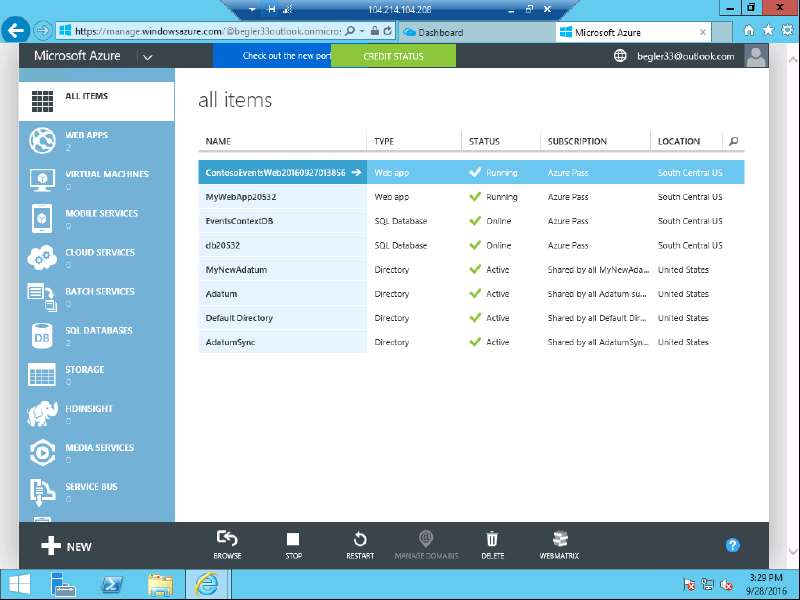 104.214.104.208
https://manage.windowsazure.com/@begler33outlook.onmicros
Dashboard
Microsoft Azure
Microsoft Azure
Check out the new port
CREDIT STATUS
begler33@outlook.com
ALL ITEMS
WEB APPS
2
VIRTUAL MACHINES
0
MOBILE SERVICES
0
CLOUD SERVICES
0
BATCH SERVICES
0
SQL DATABASES
2
STORAGE
0
HDINSIGHT
0
MEDIA SERVICES
0
SERVICE BUS
0
all items
NAME TYPE STATUS SUBSCRIPTION LOCATION
ContosoEventsWeb20160927013856 Web app Running Azure Pass South Central US
MyWebApp20532 Web app Running Azure Pass South Central US
EventsContextDB SQL Database Online Azure Pass South Central US
db20532 SQL Database Online Azure Pass South Central US
MyNewAdatum Directory Active Shared by all MyNewAda... United States
Adatum Directory Active Shared by all Adatum su... United States
Default Directory Directory Active Shared by all Default Dir... United States
AdatumSync Directory Active Shared by all AdatumSyn... United States
NEW
BROWSE
STOP
RESTART
MANAGE DOMAINS
DELETE
WEBMATRIX
?
3:29 PM
9/28/2016